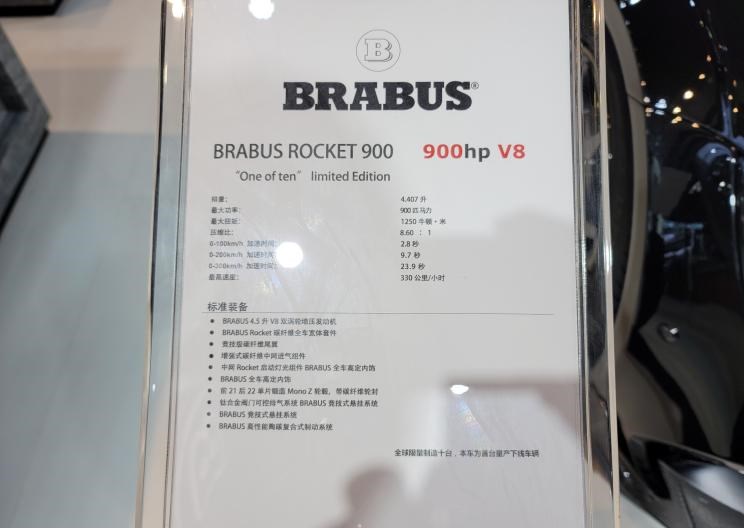 B
BRABUS®
BRABUS ROCKET 900 900hp V8
“One of ten” limited Edition
容量: 4.407 升
最大功率: 900 匹马力
最大扭距: 1250 牛顿·米
压缩比: 8.60 : 1
0-100km/h 加速时间: 2.8 秒
0-200km/h 加速时间: 9.7 秒
0-300km/h 加速时间: 23.9 秒
最高速度: 330 公里/小时
标准装备
• BRABUS 4.5 升 V8 双涡轮增压发动机
• BRABUS Rocket 碳纤维全车宽体套件
• 竞技级碳纤维尾翼
• 增强式碳纤维中网进气组件
• 中网 Rocket 启动灯光组件 BRABUS 全车高定内饰
• BRABUS 全车高定内饰
• 前 21 后 22 单片锻造 Mono Z 轮毂，带碳纤维轮封
• 钛合金阀门可控排气系统 BRABUS 竞技式悬挂系统
• BRABUS 竞技式悬挂系统
• BRABUS 高性能陶碳复合式制动系统
全球限量制造十台，本车为首台量产下线车辆